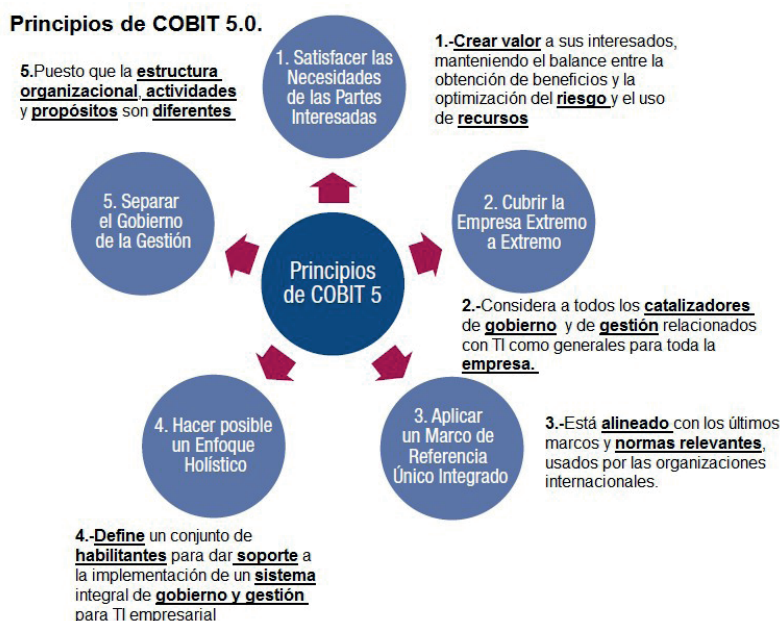 Principios de COBIT 5.0.
1. Satisfacer las
Necesidades
de las Partes
Interesadas
1.-Crear valor a sus interesados,
manteniendo el balance entre la
obtención de beneficios y la
optimización del riesgo y el uso
de recursos
5.Puesto que la estructura
organizacional, actividades
y propósitos son diferentes
5. Separar
el Gobierno
de la Gestión
2. Cubrir la
Empresa Extremo
a Extremo
Principios
de COBIT 5
2.-Considera a todos los catalizadores
de gobierno y de gestión relacionados
con TI como generales para toda la
empresa.
4. Hacer posible
un Enfoque
Holístico
3. Aplicar
un Marco de
Referencia
Único Integrado
3.-Está alineado con los últimos
marcos y normas relevantes,
usados por las organizaciones
internacionales.
4.-Define un conjunto de
habilitantes para dar soporte a
la implementación de un sistema
integral de gobierno y gestión
para TI empresarial